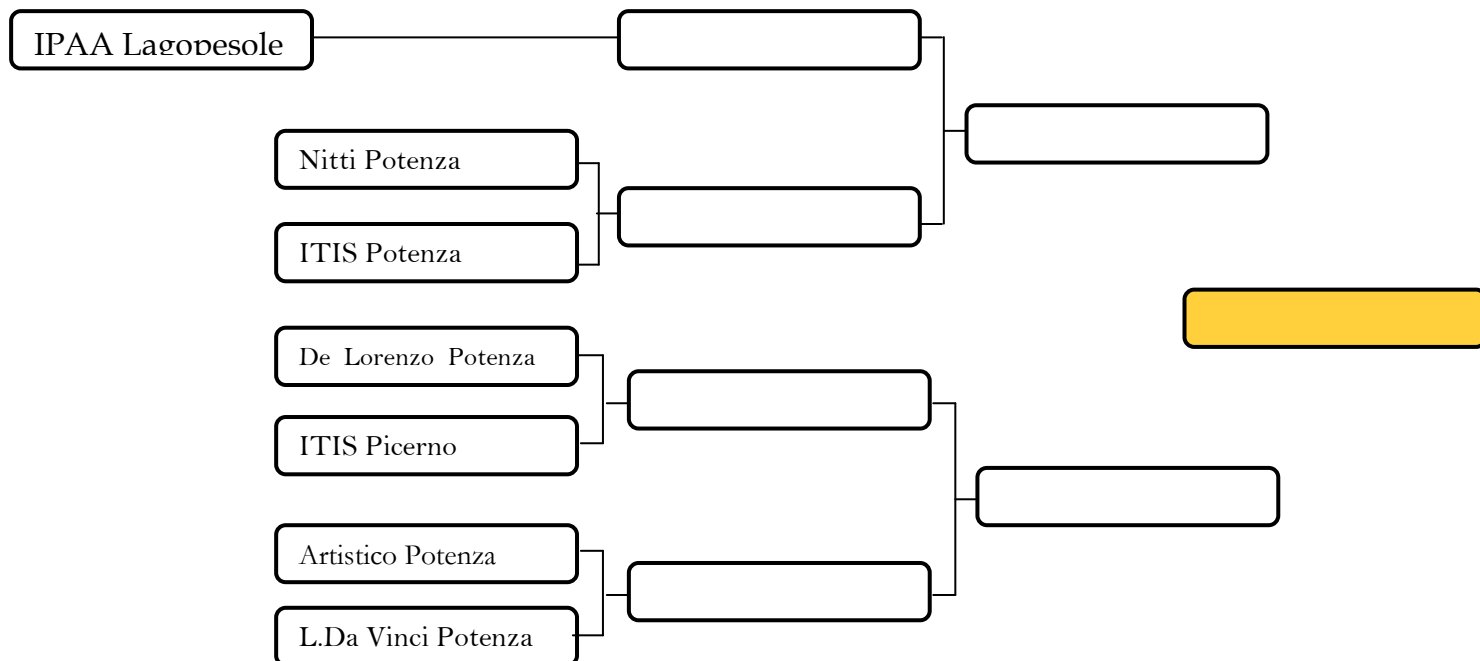 IPAA Lagopesole
Nitti Potenza
ITIS Potenza
De Lorenzo Potenza
ITIS Picerno
Artistico Potenza
L.Da Vinci Potenza